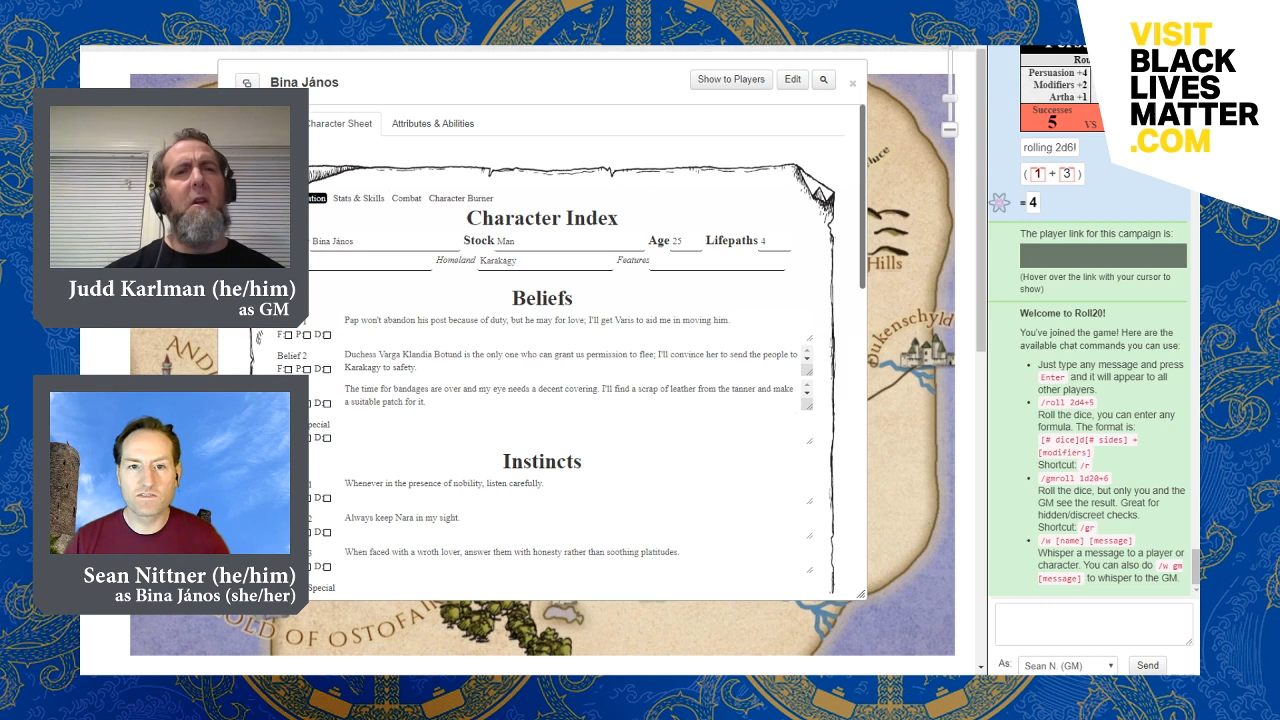 VISIT
BLACK
LIVES
MATTER
.COM
Bina János
Show to Players
Edit
Character Sheet
Attributes & Abilities
Stats & Skills
Combat
Character Burner
Character Index
Bina János
Stock Man
Age 25
Lifepaths 4
Homeland Karakagy
Features
Beliefs
Pap won't abandon his post because of duty, but he may for love; I'll get Varis to aid me in moving him.
F: P: D:
Belief 2
Duchess Varga Klandia Botund is the only one who can grant us permission to flee; I'll convince her to send the people to
Karakagy to safety.
F: P: D:
The time for bandages are over and my eye needs a decent covering. I'll find a scrap of leather from the tanner and make
a suitable patch for it.
D:
D:
Instincts
Whenever in the presence of nobility, listen carefully.
D:
2
Always keep Nara in my sight.
D:
3
When faced with a wroth lover, answer them with honesty rather than soothing platitudes.
D:
Special
Judd Karlman (he/him)
as GM
Sean Nittner (he/him)
as Bina János (she/her)
AND
Hills
Dukenschyld
OLD OF OSTOFA
Persuasion +4
Modifiers +2
Artha +1
Successes
5 VS
rolling 2d6!
( 1 + 3 )
= 4
The player link for this campaign is:
(Hover over the link with your cursor to
show)
Welcome to Roll20!
You've joined the game! Here are the
available chat commands you can use:
Just type any message and press
Enter and it will appear to all
other players.
/roll 2d4+5
Roll the dice, you can enter any
formula. The format is:
[# dice]d[# sides] +
[modifiers]
Shortcut: /r
/gmroll 1d20+6
Roll the dice, but only you and the
GM see the result. Great for
hidden/discreet checks.
Shortcut: /gr
/w [name] [message]
Whisper a message to a player or
character. You can also do /w gm
[message] to whisper to the GM.
As:
Sean N. (GM)
Send